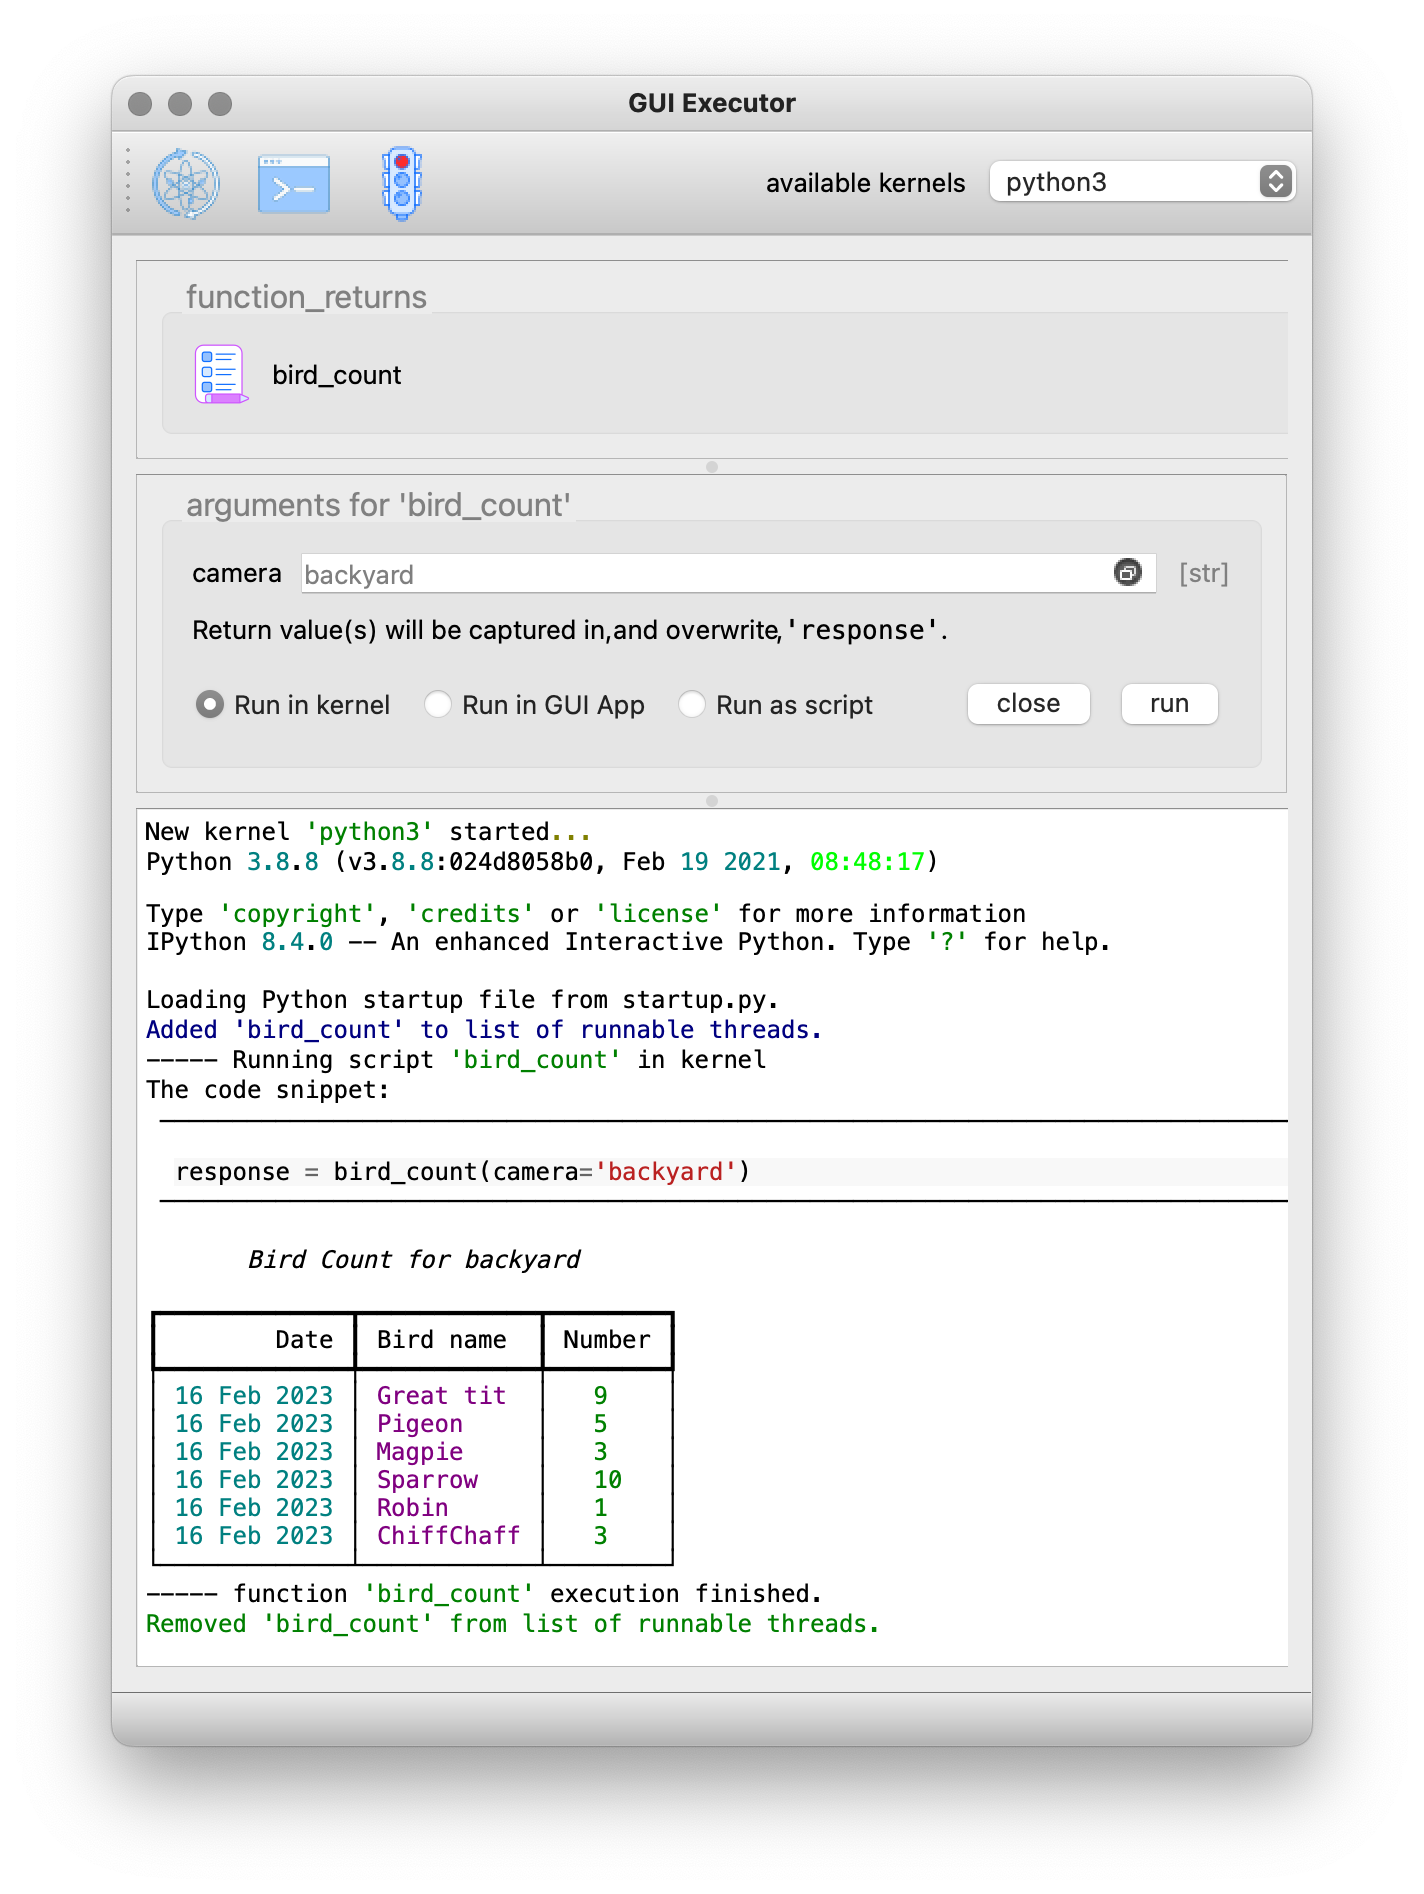 GUI Executor
available kernels python3
function_returns
bird_count
arguments for 'bird_count'
camera backyard [str]
Return value(s) will be captured in,and overwrite,'response'.
Run in kernel Run in GUI App Run as script close run
New kernel 'python3' started...
Python 3.8.8 (v3.8.8:024d8058b0, Feb 19 2021, 08:48:17)
Type 'copyright', 'credits' or 'license' for more information
IPython 8.4.0 -- An enhanced Interactive Python. Type '?' for help.
Loading Python startup file from startup.py.
Added 'bird_count' to list of runnable threads.
----- Running script 'bird_count' in kernel
The code snippet:
response = bird_count(camera='backyard')
Bird Count for backyard
Date Bird name Number
16 Feb 2023 Great tit 9
16 Feb 2023 Pigeon 5
16 Feb 2023 Magpie 3
16 Feb 2023 Sparrow 10
16 Feb 2023 Robin 1
16 Feb 2023 ChiffChaff 3
----- function 'bird_count' execution finished.
Removed 'bird_count' from list of runnable threads.